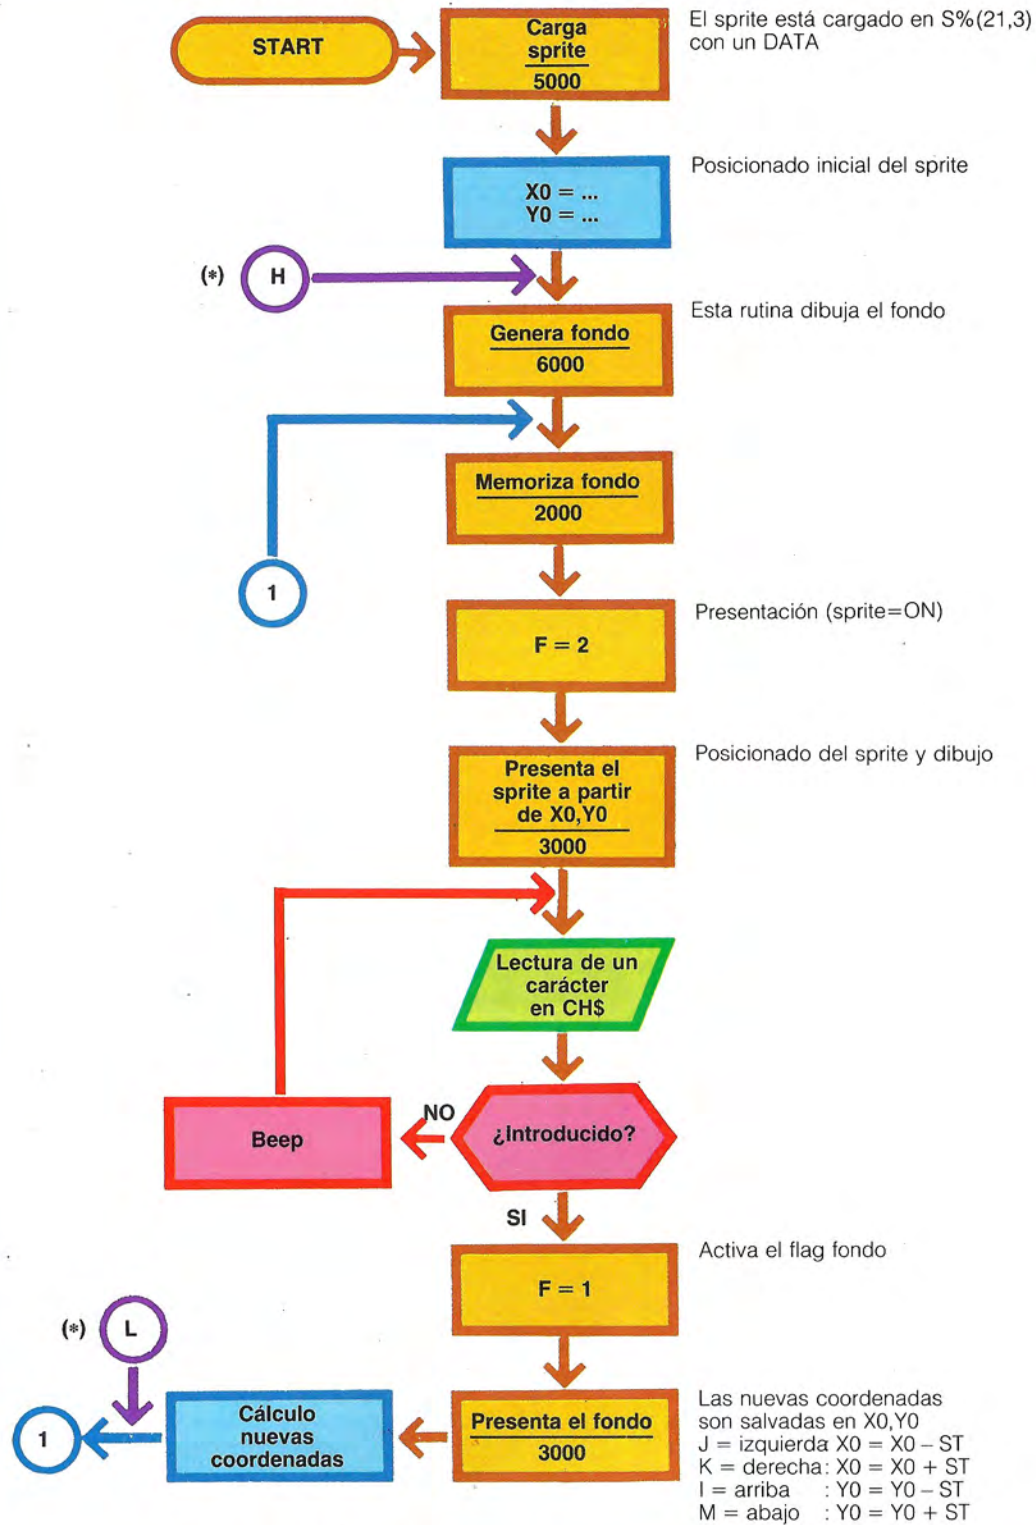 START
Carga
sprite
5000
El sprite está cargado en S%(21,3)
con un DATA
X0 = ...
Y0 = ...
Posicionado inicial del sprite
(*) H
Genera fondo
6000
Esta rutina dibuja el fondo
Memoriza fondo
2000
1
F = 2
Presentación (sprite=ON)
Presenta el
sprite a partir
de X0,Y0
3000
Posicionado del sprite y dibujo
Lectura de un
carácter
en CH$
Beep
NO
¿Introducido?
SI
F = 1
Activa el flag fondo
(*) L
1
Cálculo
nuevas
coordenadas
Presenta el fondo
3000
Las nuevas coordenadas
son salvadas en X0,Y0
J = izquierda X0 = X0 – ST
K = derecha: X0 = X0 + ST
I = arriba : Y0 = Y0 – ST
M = abajo : Y0 = Y0 + ST